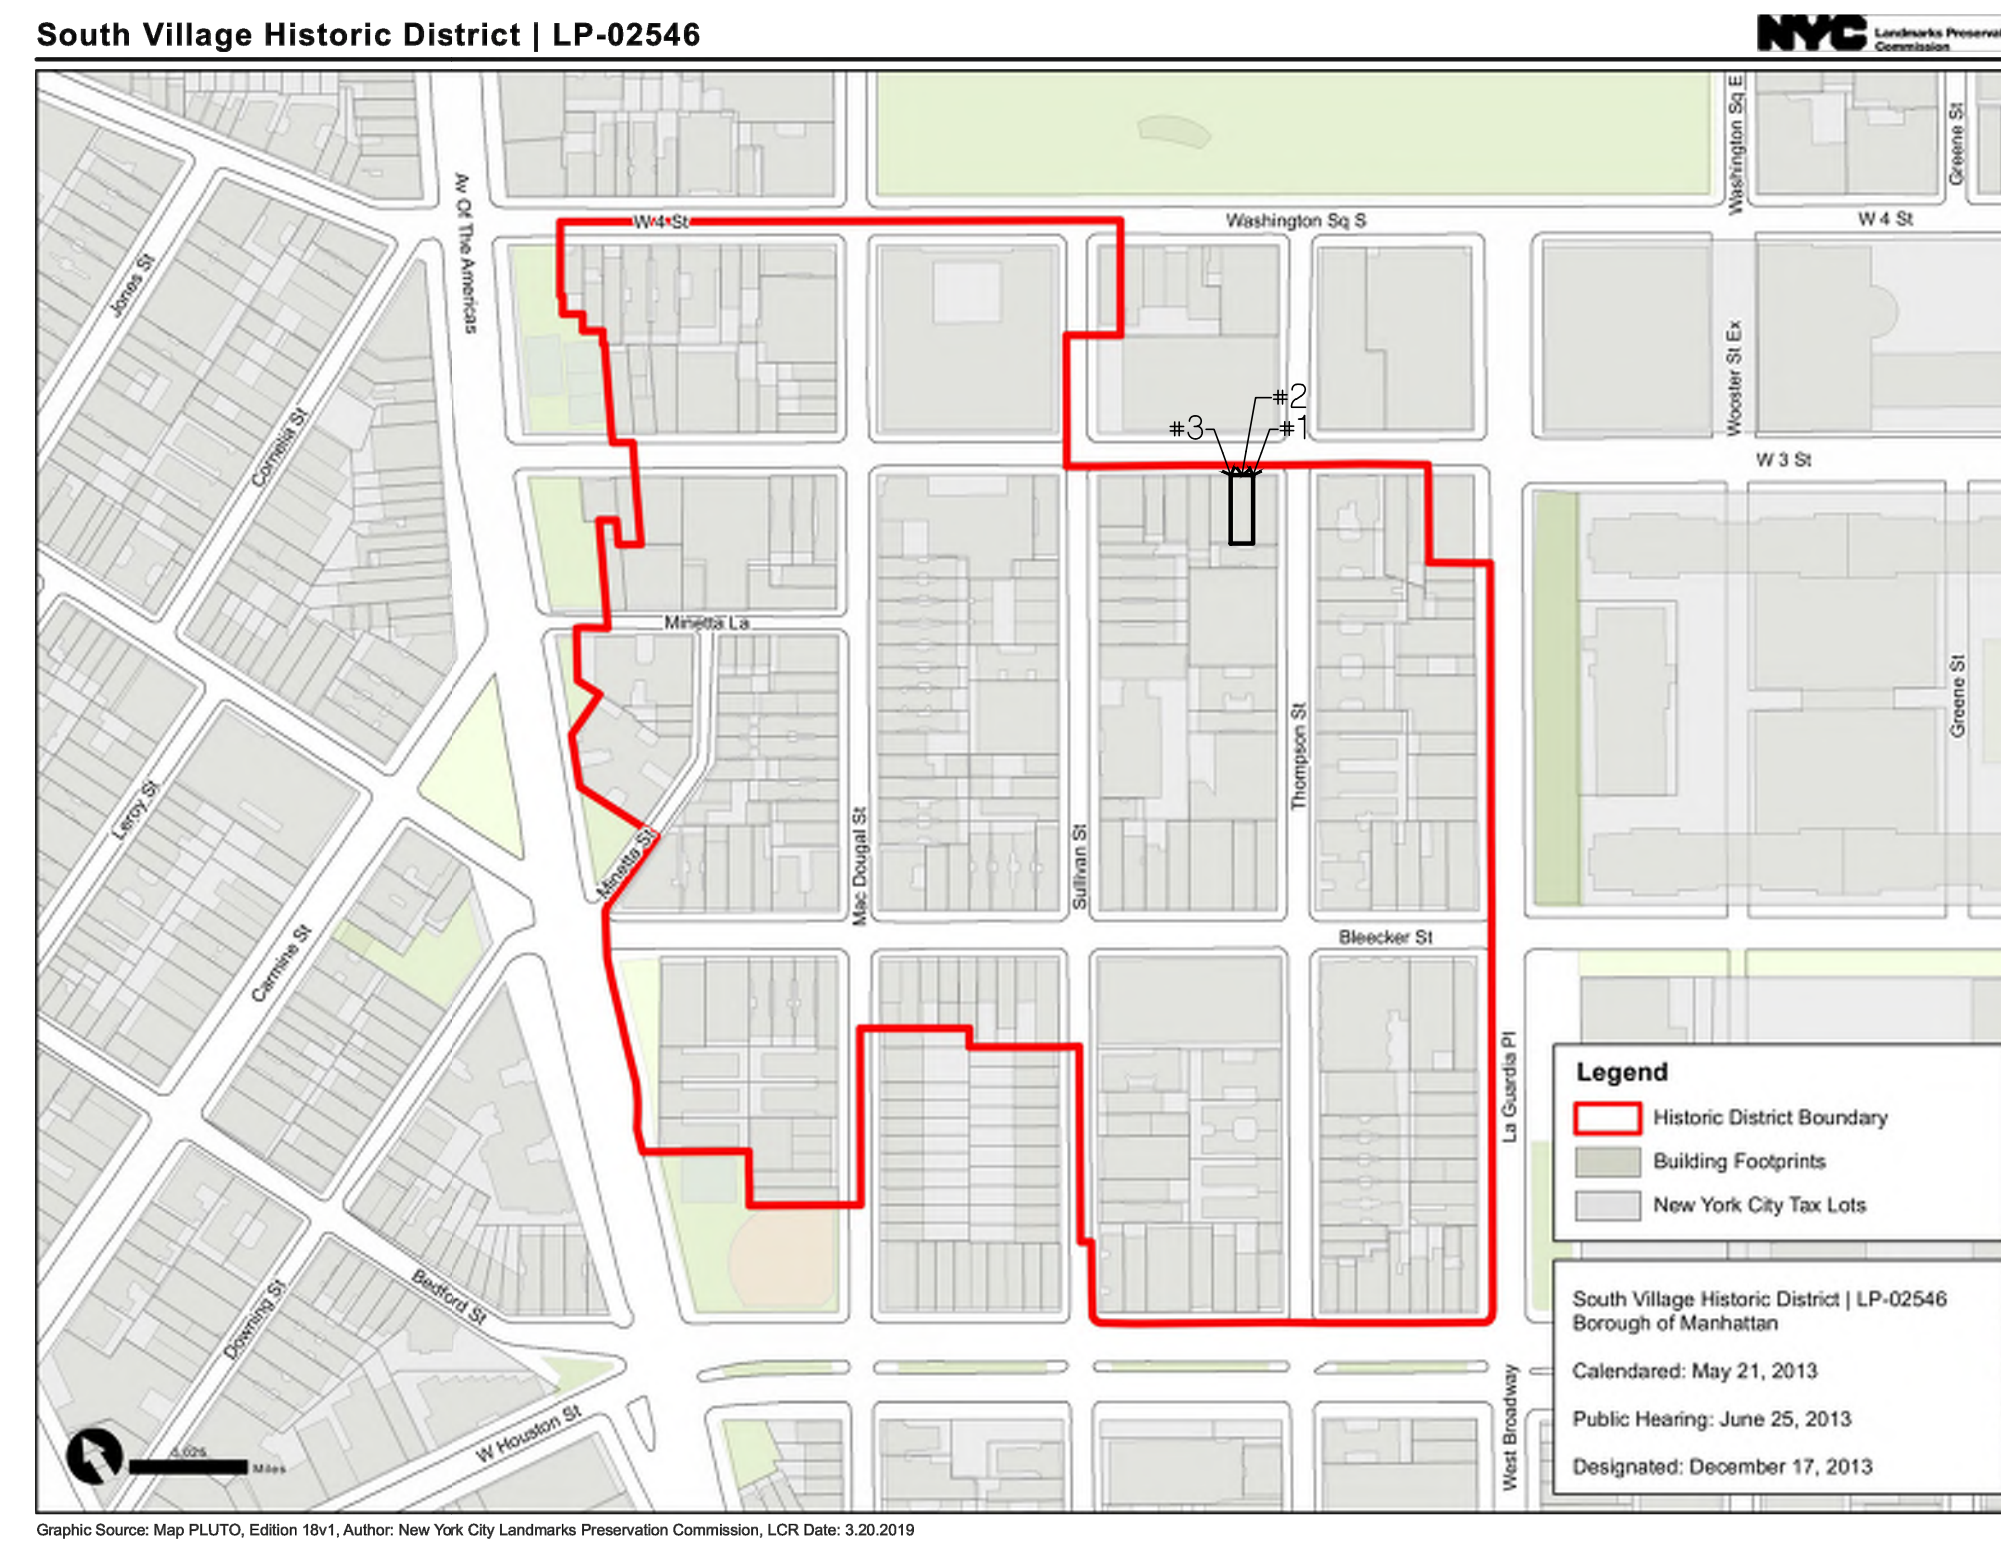 South Village Historic District | LP-02546
NYC
Landmarks
Commission
Washington Sq E
Greene St
Av Of The Americas
W 4 St
Washington Sq S
W 4 St
Jones St
Wooster St Ex
Cornelia St
#2
#3
#1
W 3 St
Minetta La
Greene St
Thompson St
Leroy St
Mac Dougal St
Sullivan St
Minetta St
Carmine St
Bleecker St
La Guardia Pl
Legend
Historic District Boundary
Building Footprints
New York City Tax Lots
Bedford St
Downing St
South Village Historic District | LP-02546
Borough of Manhattan
Calendared: May 21, 2013
Public Hearing: June 25, 2013
Designated: December 17, 2013
W Houston St
West Broadway
Miles
Graphic Source: Map PLUTO, Edition 18v1, Author: New York City Landmarks Preservation Commission, LCR Date: 3.20.2019